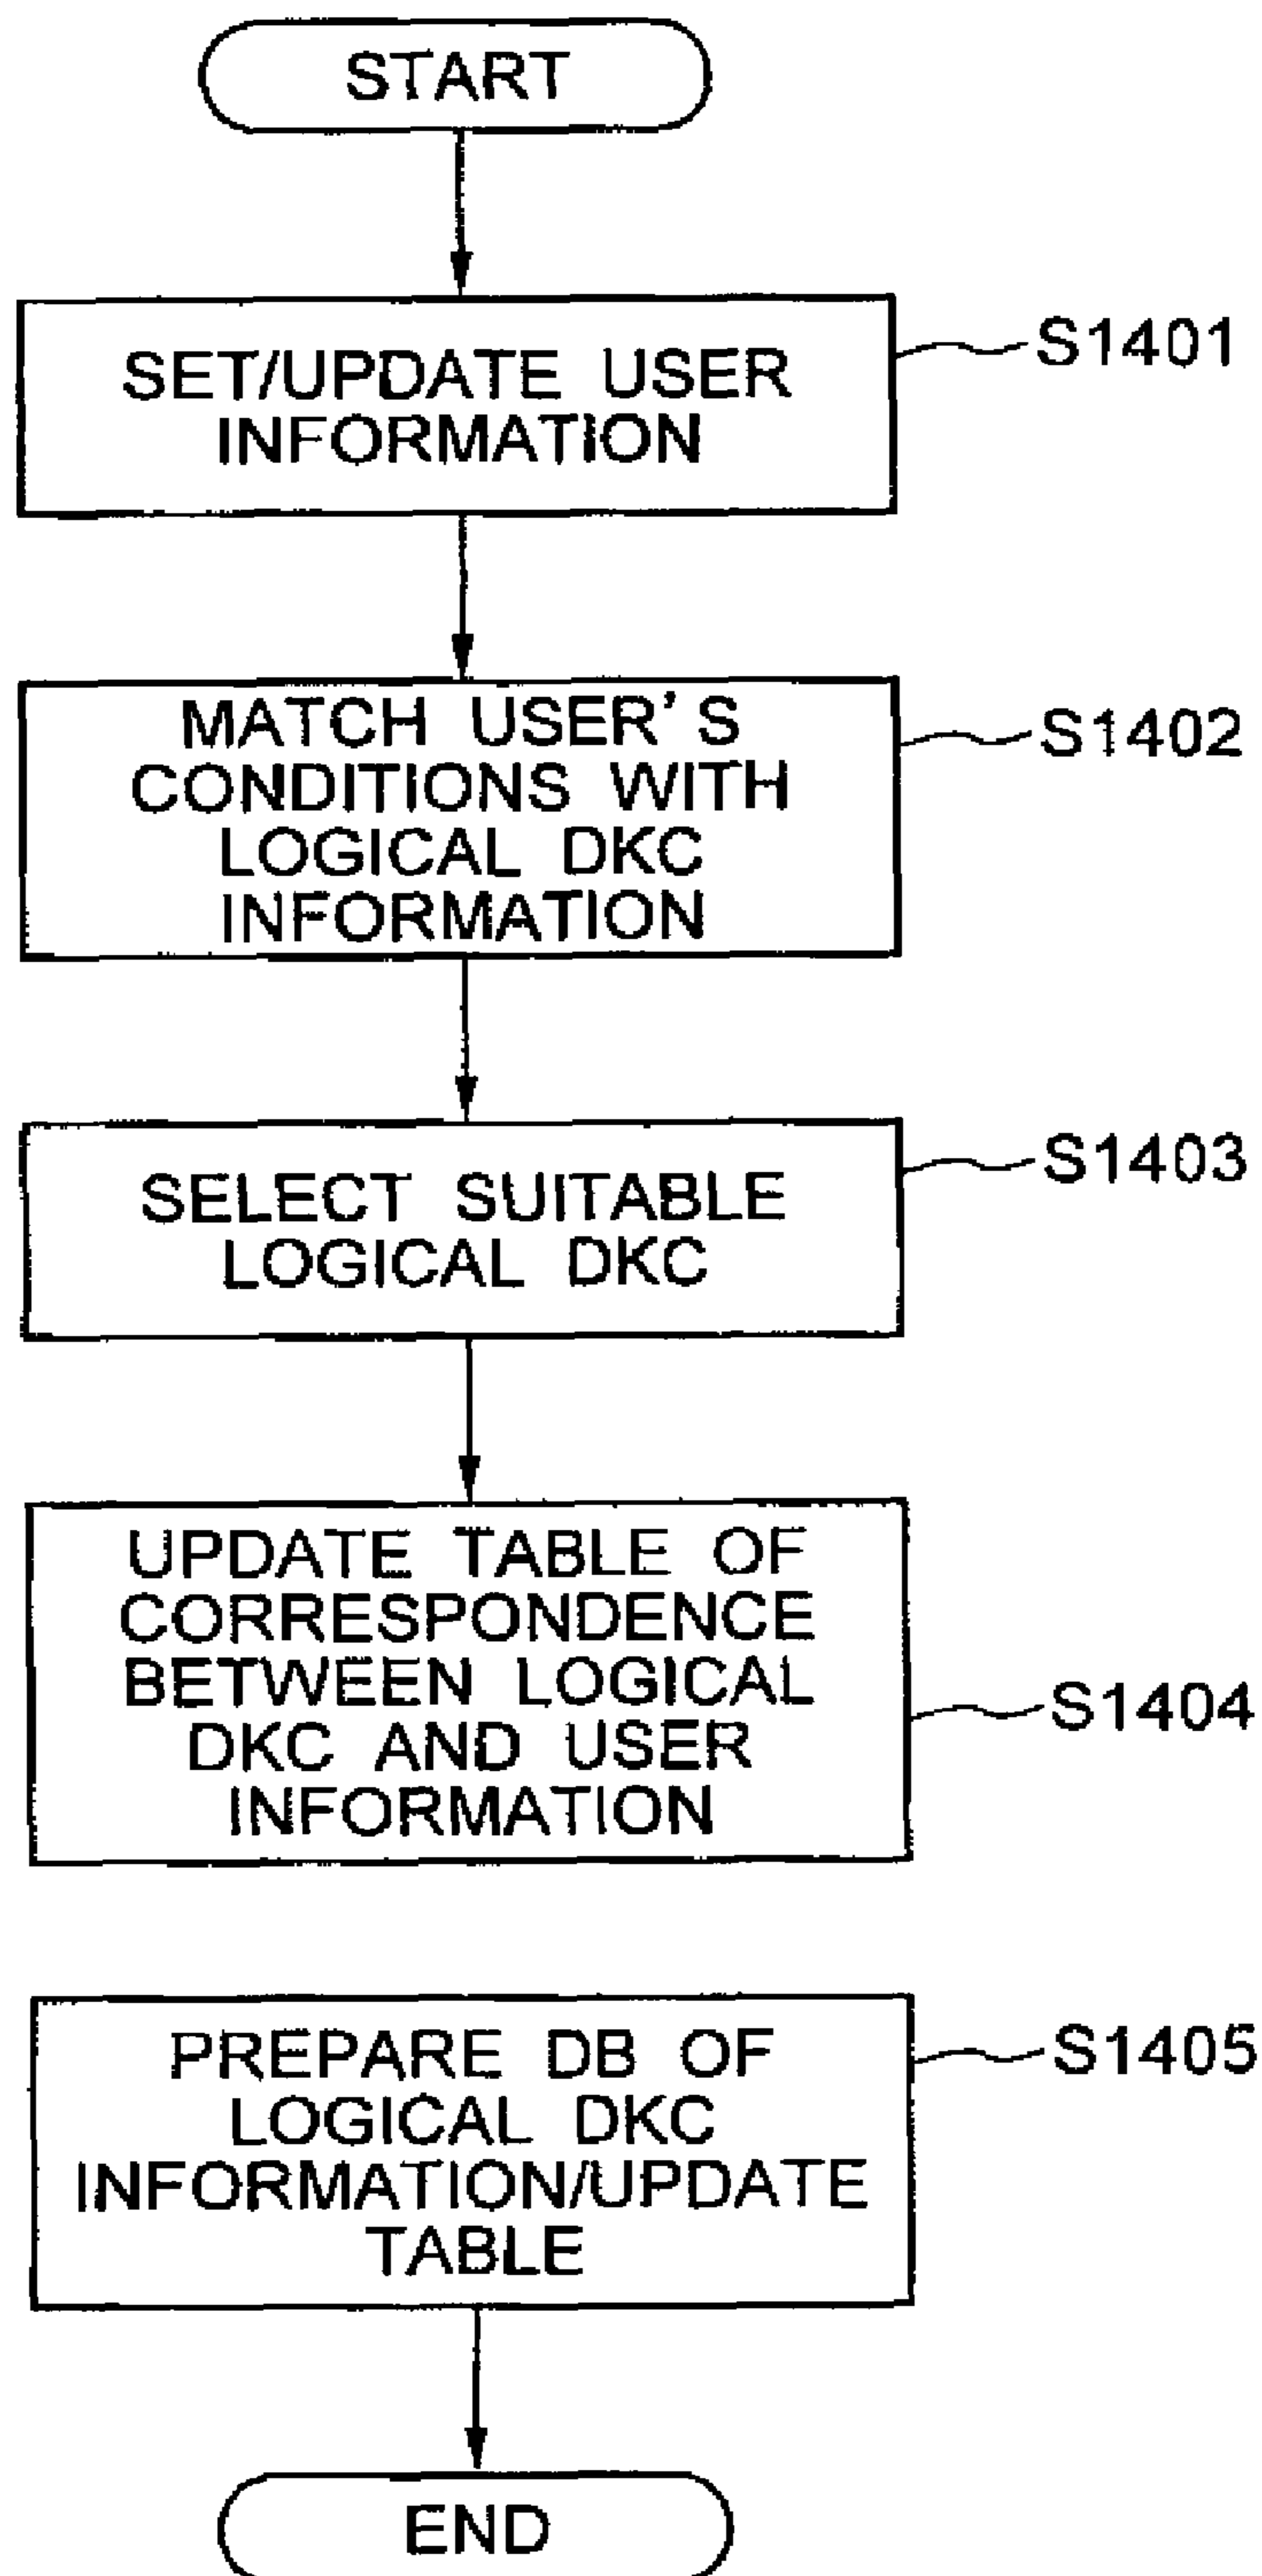 START
SET/UPDATE USER
INFORMATION
S1401
MATCH USER'S
CONDITIONS WITH
LOGICAL DKC
INFORMATION
S1402
SELECT SUITABLE
LOGICAL DKC
S1403
UPDATE TABLE OF
CORRESPONDENCE
BETWEEN LOGICAL
DKC AND USER
INFORMATION
S1404
PREPARE DB OF
LOGICAL DKC
INFORMATION/UPDATE
TABLE
S1405
END